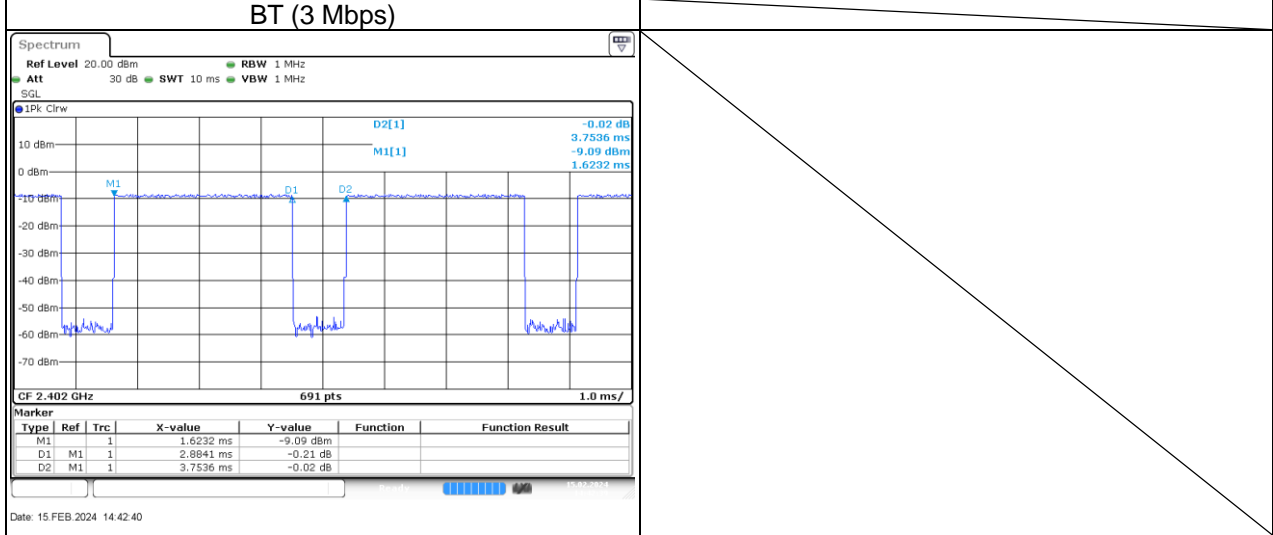 BT (3 Mbps)
Spectrum
Ref Level 20.00 dBm RBW 1 MHz
Att 30 dB SWT 10 ms VBW 1 MHz
SGL
1Pk Clrw
D2[1] -0.02 dB
3.7536 ms
10 dBm
M1[1] -9.09 dBm
1.6232 ms
0 dBm
M1 D1 D2
-10 dBm
-20 dBm
-30 dBm
-40 dBm
-50 dBm
-60 dBm
-70 dBm
CF 2.402 GHz 691 pts 1.0 ms/
Marker
Type Ref Trc X-value Y-value Function Function Result
M1 1 1.6232 ms -9.09 dBm
D1 M1 1 2.8841 ms -0.21 dB
D2 M1 1 3.7536 ms -0.02 dB
Ready 15.02.2024
Date: 15.FEB.2024 14:42:40